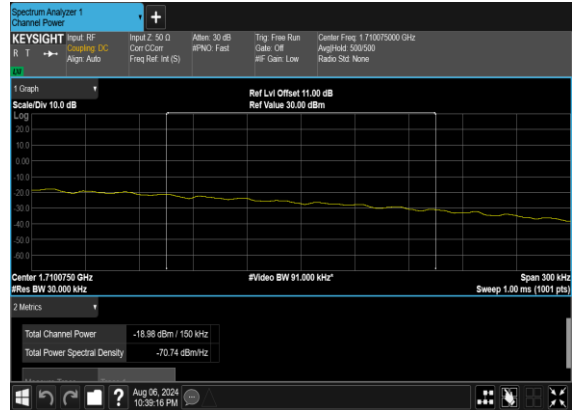 Spectrum Analyzer 1
Channel Power
+
KEYSIGHT Input: RF Input Z: 50 Ω Atten: 30 dB Trig: Free Run Center Freq: 1.710075000 GHz
R T Coupling: DC Corr CCorr #PNO: Fast Gate: Off Avg|Hold: 500/500
Align: Auto Freq Ref: Int (S) #IF Gain: Low Radio Std: None
1 Graph
Ref Lvl Offset 11.00 dB
Scale/Div 10.0 dB Ref Value 30.00 dBm
Log
20.0
10.0
0.00
-10.0
-20.0
-30.0
-40.0
-50.0
-60.0
Center 1.7100750 GHz #Video BW 91.000 kHz* Span 300 kHz
#Res BW 30.000 kHz Sweep 1.00 ms (1001 pts)
2 Metrics
Total Channel Power -18.98 dBm / 150 kHz
Total Power Spectral Density -70.74 dBm/Hz
?
Aug 06, 2024
10:39:16 PM